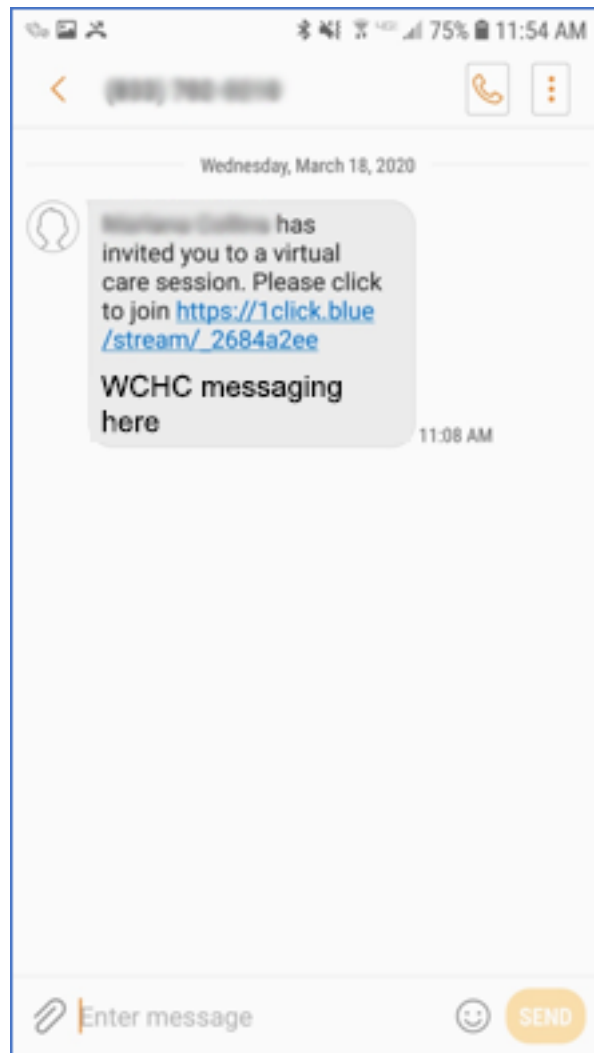 75% 11:54 AM
Wednesday, March 18, 2020
has
invited you to a virtual
care session. Please click
to join https://1click.blue
/stream/_2684a2ee
WCHC messaging
here
11:08 AM
Enter message
SEND